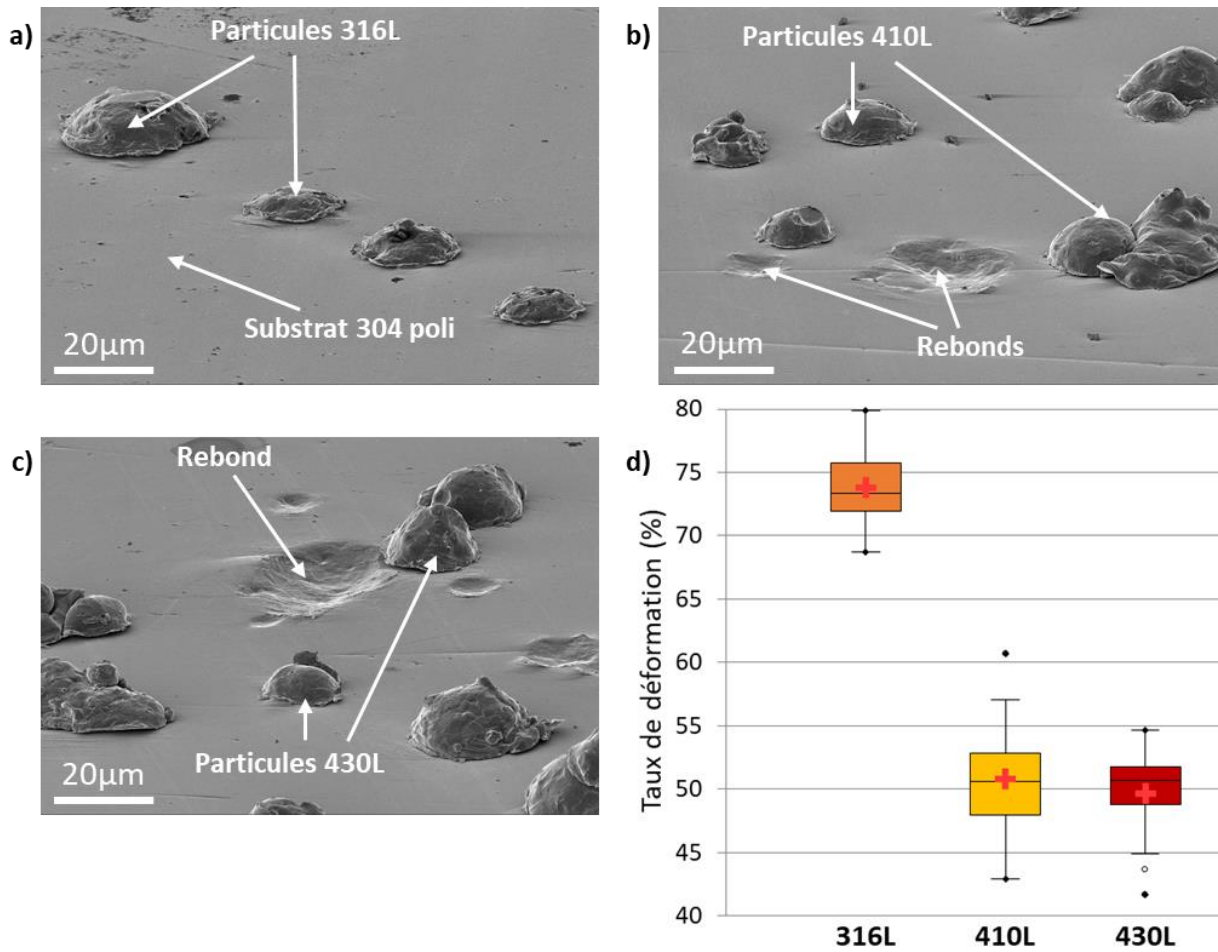 a)
Particules 316L
Substrat 304 poli
20µm
b)
Particules 410L
Rebonds
20µm
c)
Rebond
Particules 430L
20µm
d)
Taux de déformation (%)
80
75
70
65
60
55
50
45
40
316L 410L 430L